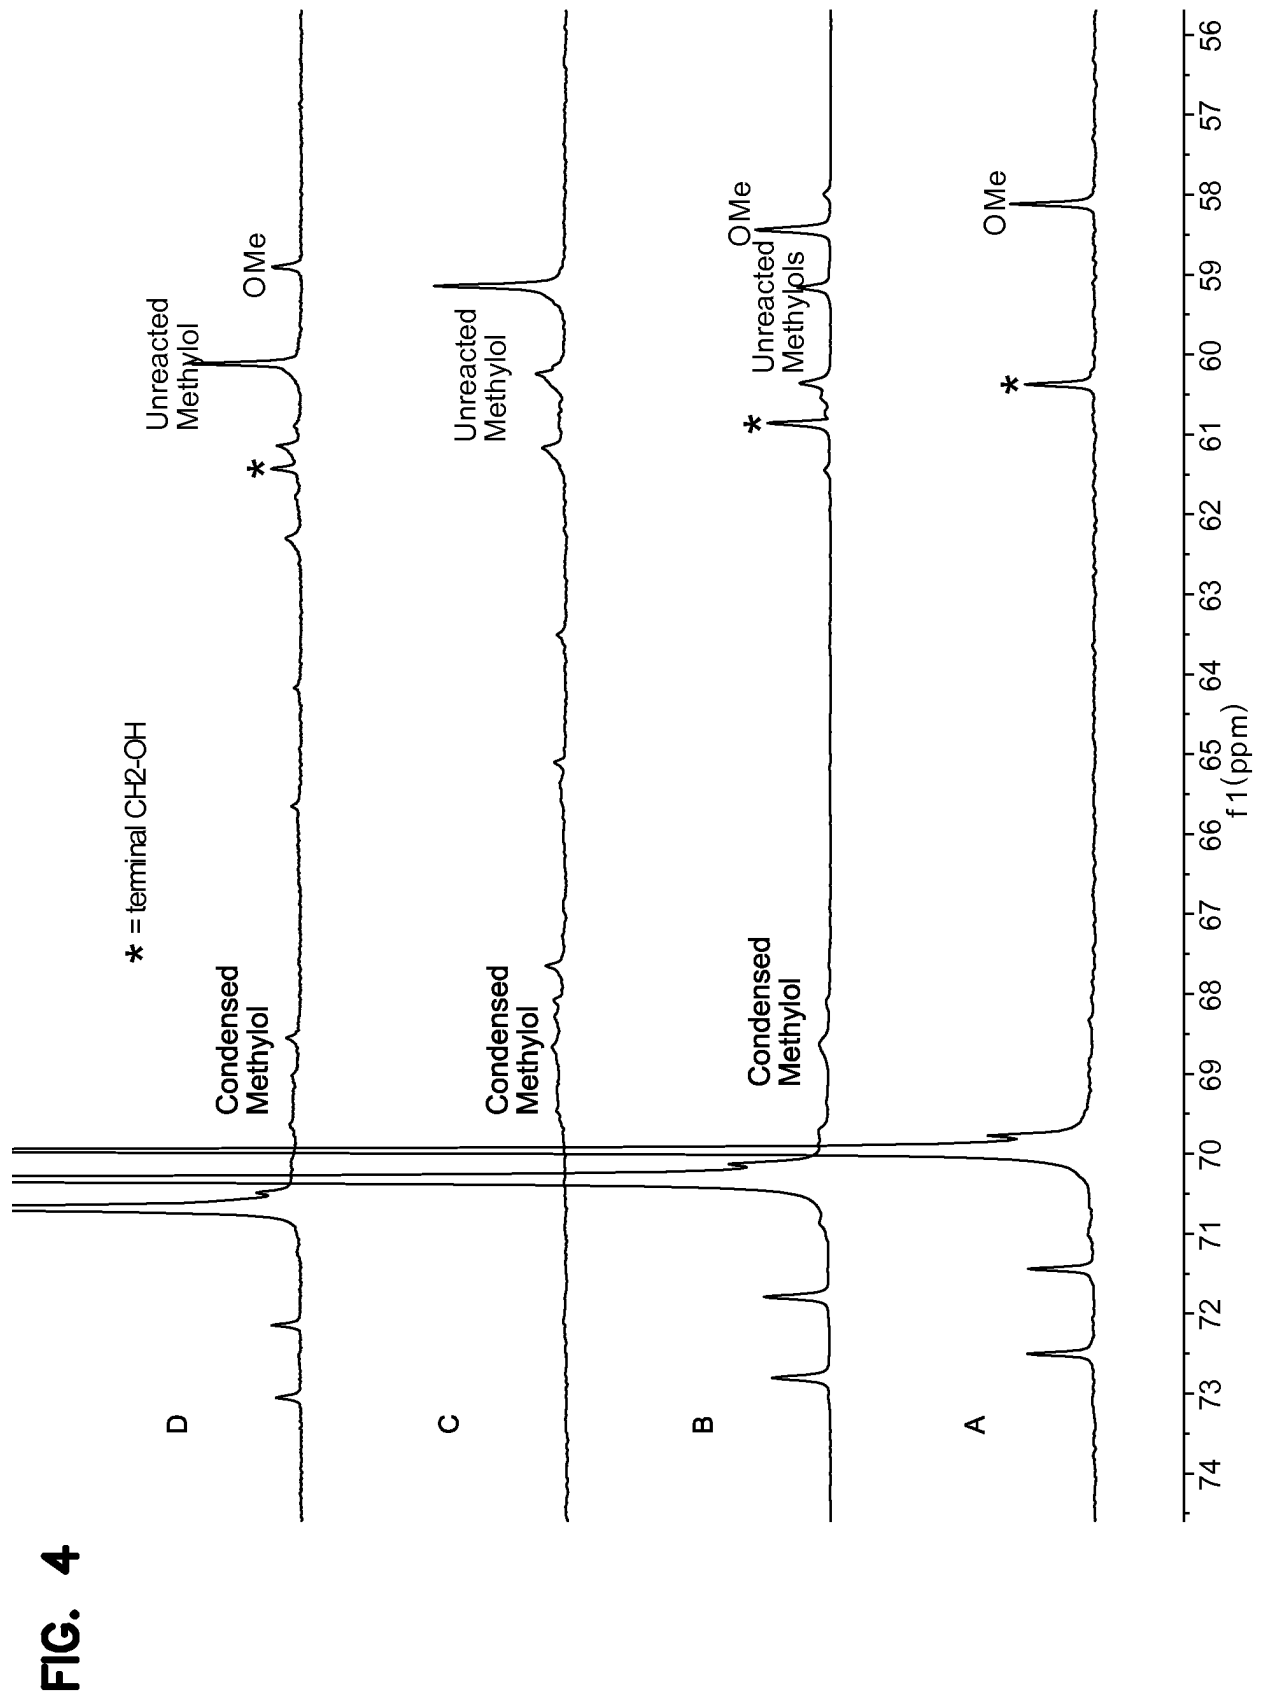 FIG. 4
* = terminal CH2-OH
D
Condensed
Methylol
*
Unreacted
Methylol
OMe
C
Condensed
Methylol
Unreacted
Methylol
B
Condensed
Methylol
*
Unreacted
Methylols
OMe
A
*
OMe
74 73 72 71 70 69 68 67 66 65 64 63 62 61 60 59 58 57 56
f1(ppm)